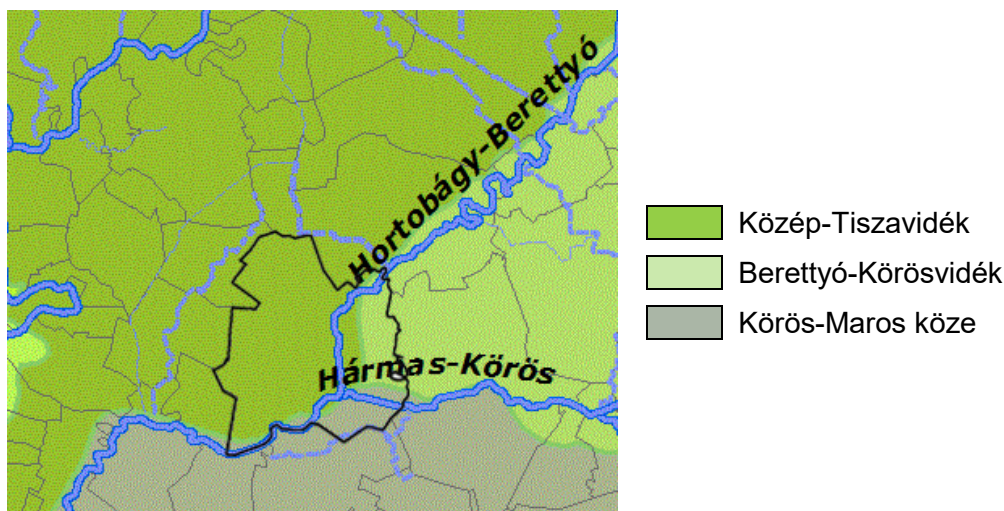 Hortobágy-Berettyó
Hármas-Körös
Közép-Tiszavidék
Berettyó-Körösvidék
Körös-Maros köze